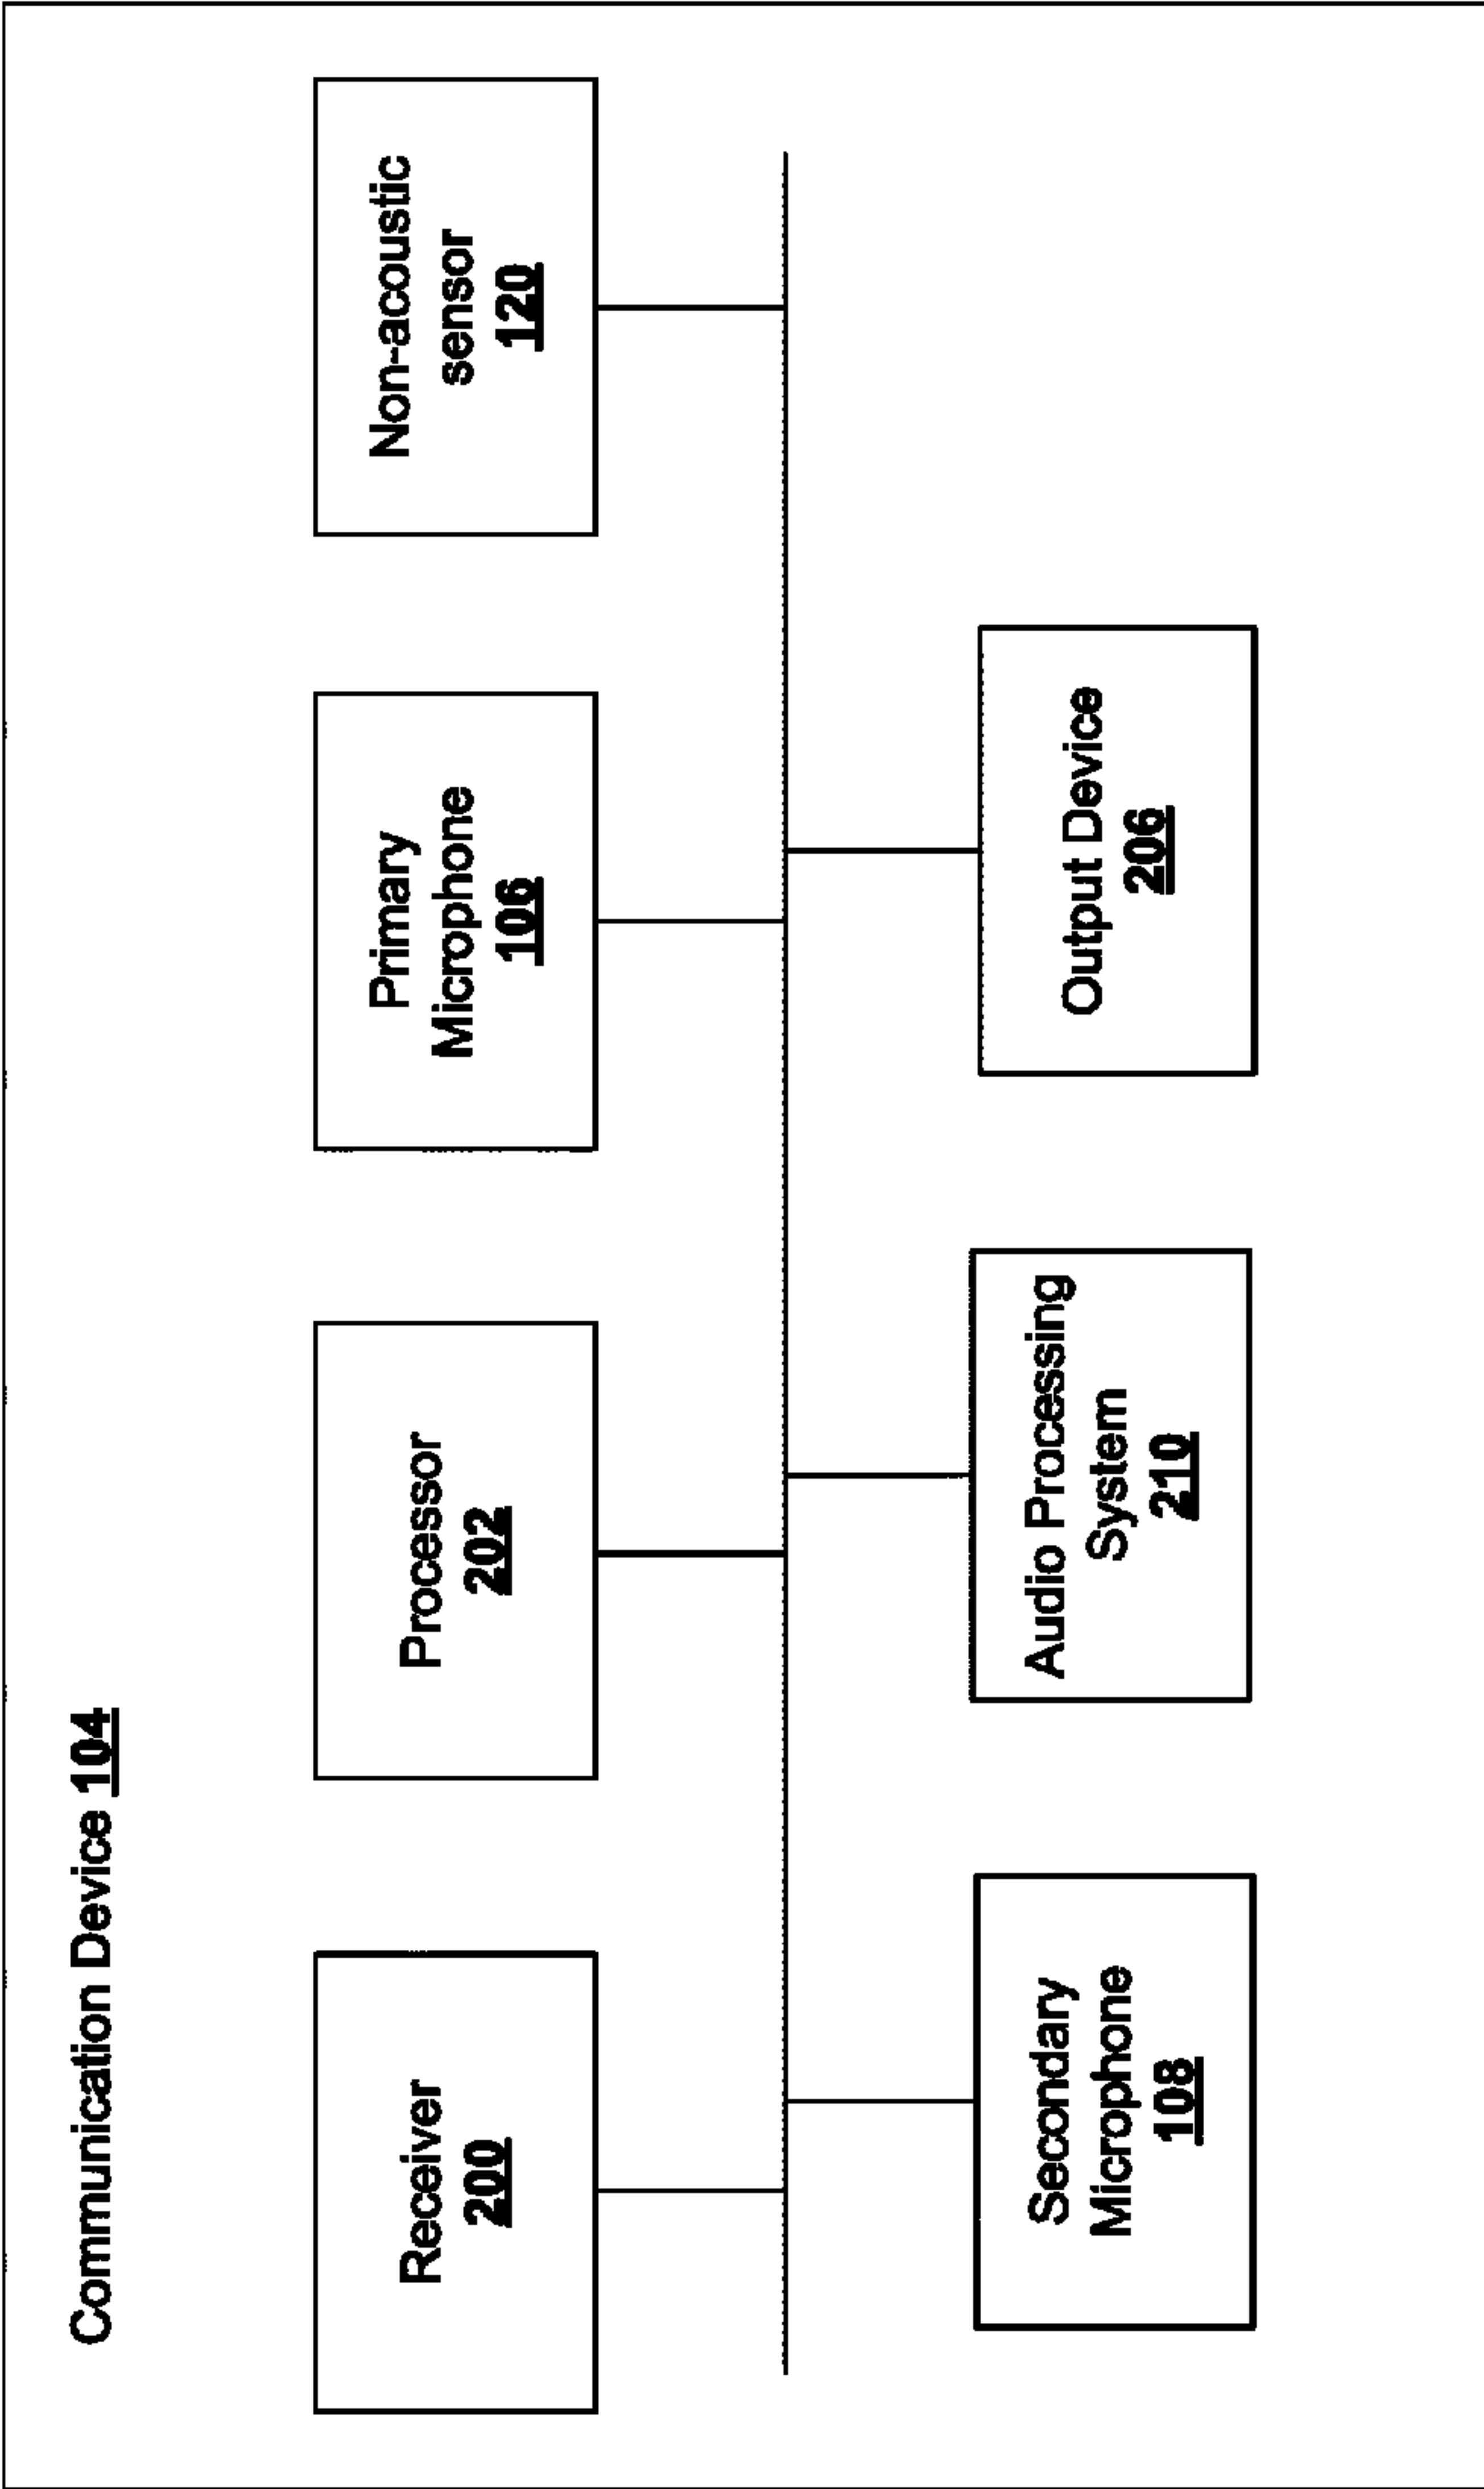 Communication Device 104
Receiver
200
Processor
202
Primary
Microphone
106
Non-acoustic
sensor
120
Secondary
Microphone
108
Audio Processing
System
210
Output Device
206